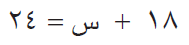 ١٨ + س = ٢٤